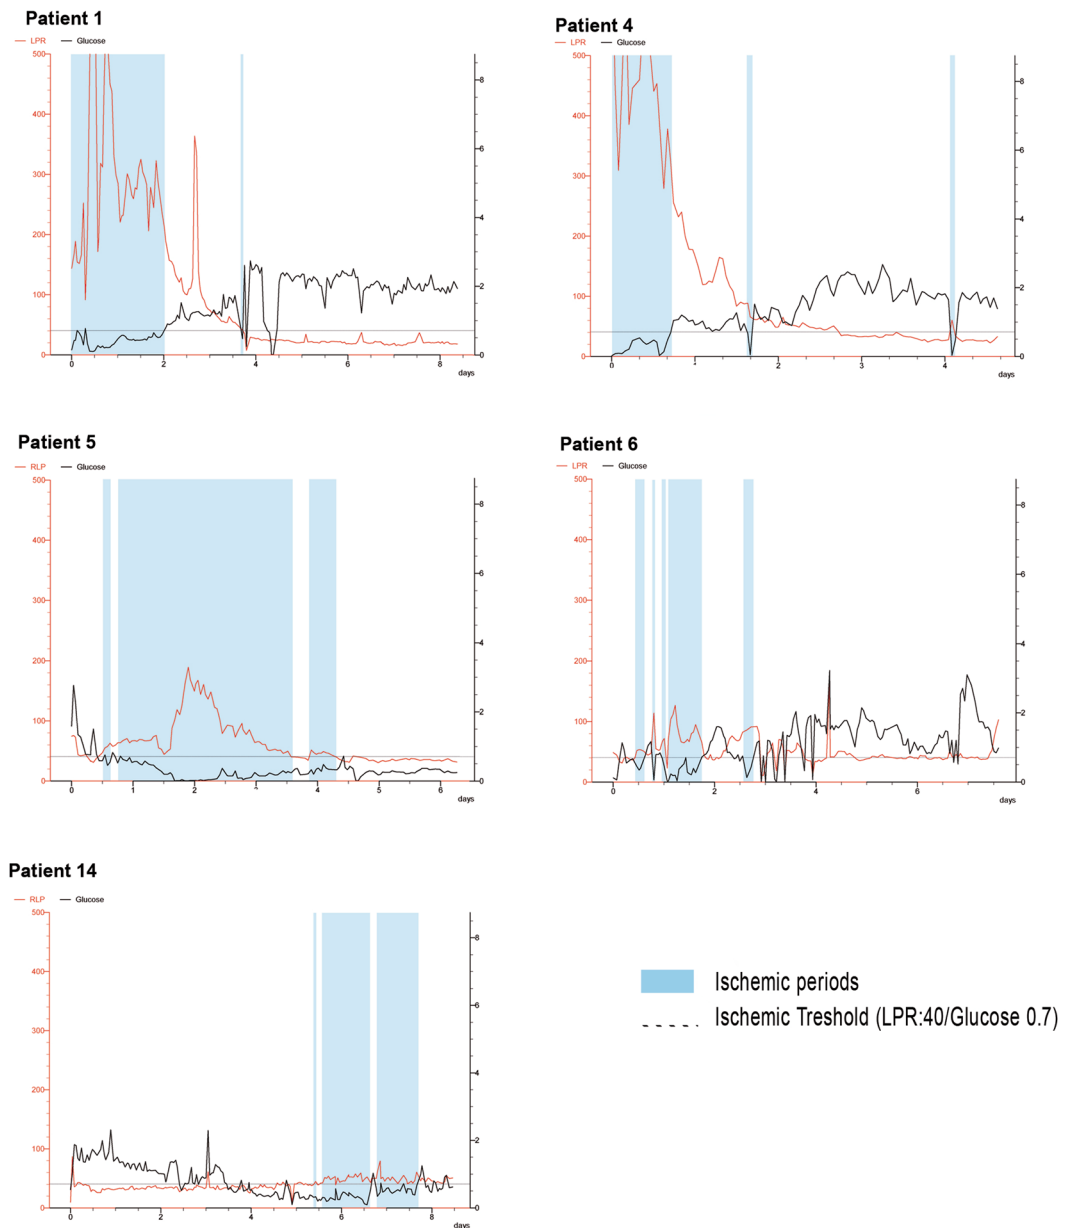 Patient 1
LPR Glucose
500
400
300
200
100
0
8
6
4
2
0
0 2 4 6 8
days
Patient 4
LPR Glucose
500
400
300
200
100
0
8
6
4
2
0
0 1 2 3 4
days
Patient 5
RLP Glucose
500
400
300
200
100
0
8
6
4
2
0
0 1 2 3 4 5 6
days
Patient 6
LPR Glucose
500
400
300
200
100
0
8
6
4
2
0
0 2 4 6
days
Patient 14
RLP Glucose
500
400
300
200
100
0
8
6
4
2
0
0 2 4 6 8
days
Ischemic periods
Ischemic Treshold (LPR:40/Glucose 0.7)